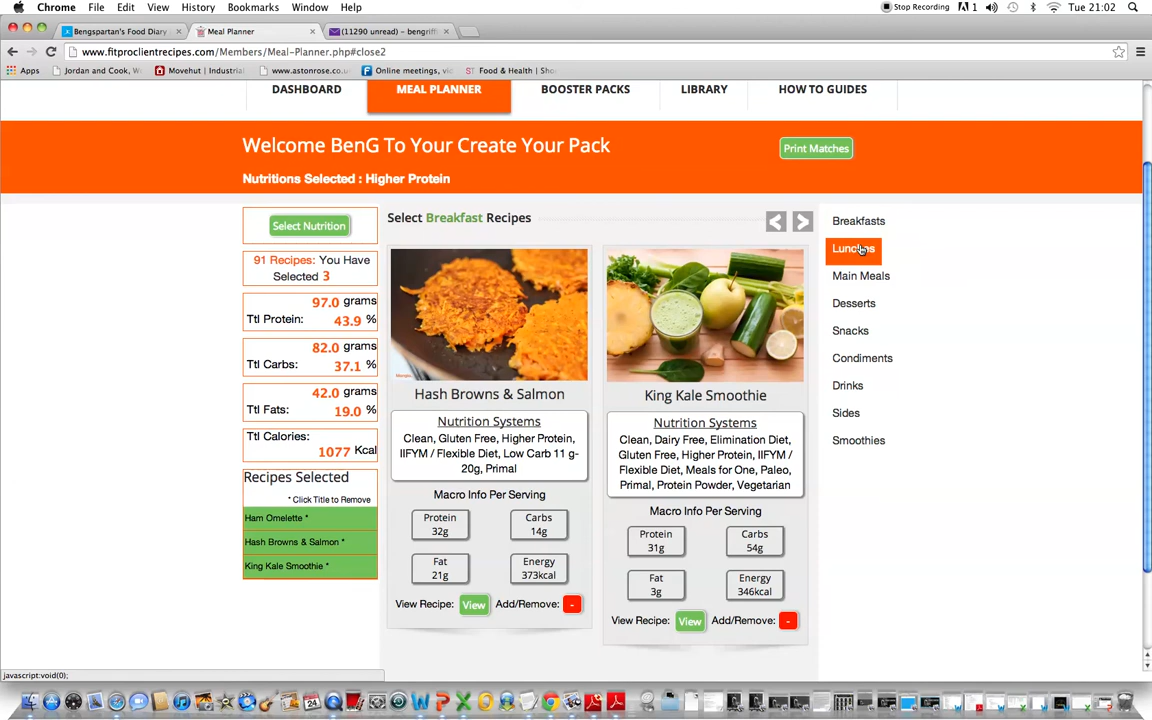 Chrome File Edit View History Bookmarks Window Help Stop Recording 1 Tue 21:02
Bengspartan's Food Diary Meal Planner (11290 unread) - bengriff
www.fitproclientrecipes.com/Members/Meal-Planner.php#close2
Apps Jordan and Cook, W Movehut | Industrial www.astonrose.co.u Online meetings, vi Food & Health | Sho
DASHBOARD MEAL PLANNER BOOSTER PACKS LIBRARY HOW TO GUIDES
Welcome BenG To Your Create Your Pack
Print Matches
Nutritions Selected : Higher Protein
Select Nutrition
91 Recipes: You Have
Selected 3
97.0 grams
Ttl Protein: 43.9 %
82.0 grams
Ttl Carbs: 37.1 %
42.0 grams
Ttl Fats: 19.0 %
Ttl Calories:
1077 Kcal
Recipes Selected
* Click Title to Remove
Ham Omelette *
Hash Browns & Salmon *
King Kale Smoothie *
Select Breakfast Recipes
< >
Hash Browns & Salmon
Nutrition Systems
Clean, Gluten Free, Higher Protein,
IIFYM / Flexible Diet, Low Carb 11 g-
20g, Primal
Macro Info Per Serving
Protein
32g
Carbs
14g
Fat
21g
Energy
373kcal
View Recipe: View Add/Remove: -
King Kale Smoothie
Nutrition Systems
Clean, Dairy Free, Elimination Diet,
Gluten Free, Higher Protein, IIFYM /
Flexible Diet, Meals for One, Paleo,
Primal, Protein Powder, Vegetarian
Macro Info Per Serving
Protein
31g
Carbs
54g
Fat
3g
Energy
346kcal
View Recipe: View Add/Remove: -
Breakfasts
Lunches
Main Meals
Desserts
Snacks
Condiments
Drinks
Sides
Smoothies
javascript:void(0);